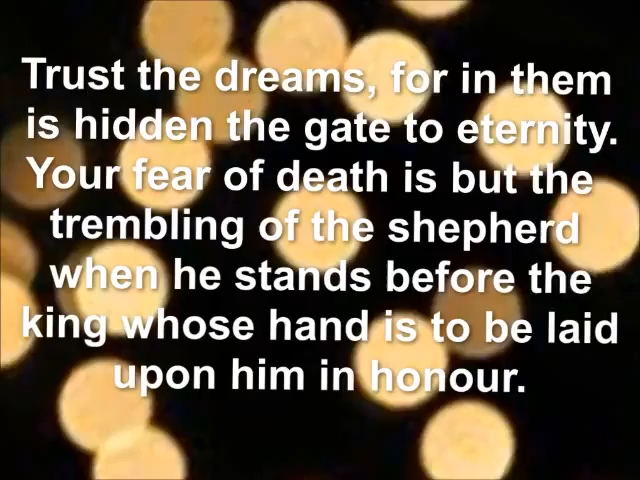 Trust the dreams, for in them
is hidden the gate to eternity.
Your fear of death is but the
trembling of the shepherd
when he stands before the
king whose hand is to be laid
upon him in honour.